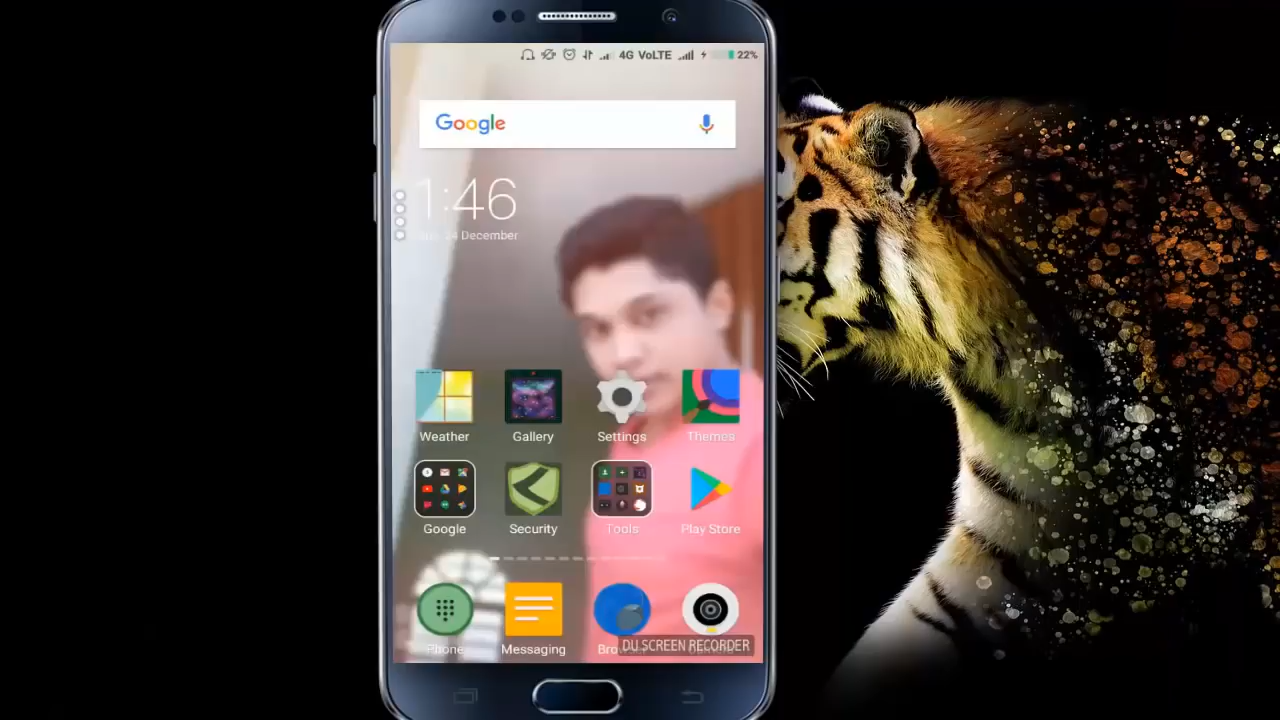 4G VoLTE 22%
Google
1:46
24 December
Weather Gallery Settings Themes
Google Security Tools Play Store
Phone Messaging
DU SCREEN RECORDER